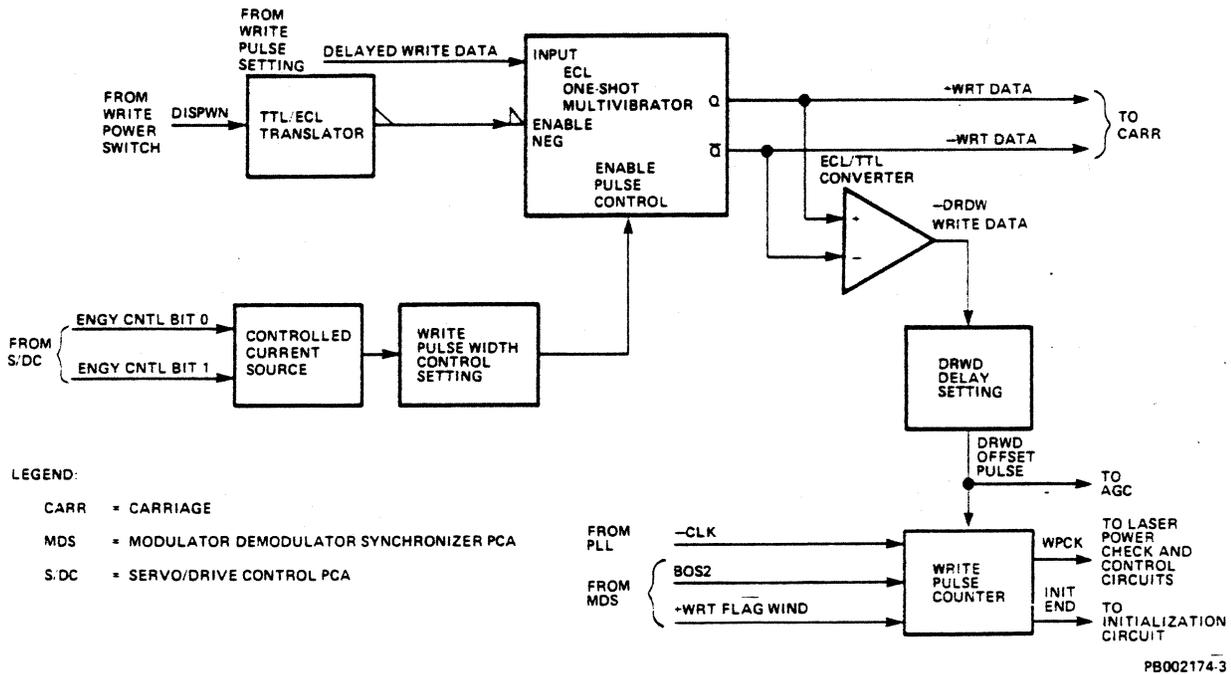 FROM
WRITE
PULSE
SETTING
DELAYED WRITE DATA
FROM
WRITE
POWER
SWITCH
DISPWN
TTL/ECL
TRANSLATOR
INPUT
ECL
ONE-SHOT
MULTIVIBRATOR
Q
ENABLE
NEG
Q̅
ENABLE
PULSE
CONTROL
+WRT DATA
-WRT DATA
TO
CARR
ECL/TTL
CONVERTER
+
-
-DRDW
WRITE DATA
FROM
S/DC
ENGY CNTL BIT 0
ENGY CNTL BIT 1
CONTROLLED
CURRENT
SOURCE
WRITE
PULSE WIDTH
CONTROL
SETTING
DRWD
DELAY
SETTING
DRWD
OFFSET
PULSE
TO
AGC
LEGEND:
CARR = CARRIAGE
MDS = MODULATOR DEMODULATOR SYNCHRONIZER PCA
S/DC = SERVO/DRIVE CONTROL PCA
FROM
PLL
-CLK
FROM
MDS
BOS2
+WRT FLAG WIND
WRITE
PULSE
COUNTER
WPCK
TO LASER
POWER
CHECK AND
CONTROL
CIRCUITS
INIT
END
TO
INITIALIZATION
CIRCUIT
PB002174-3